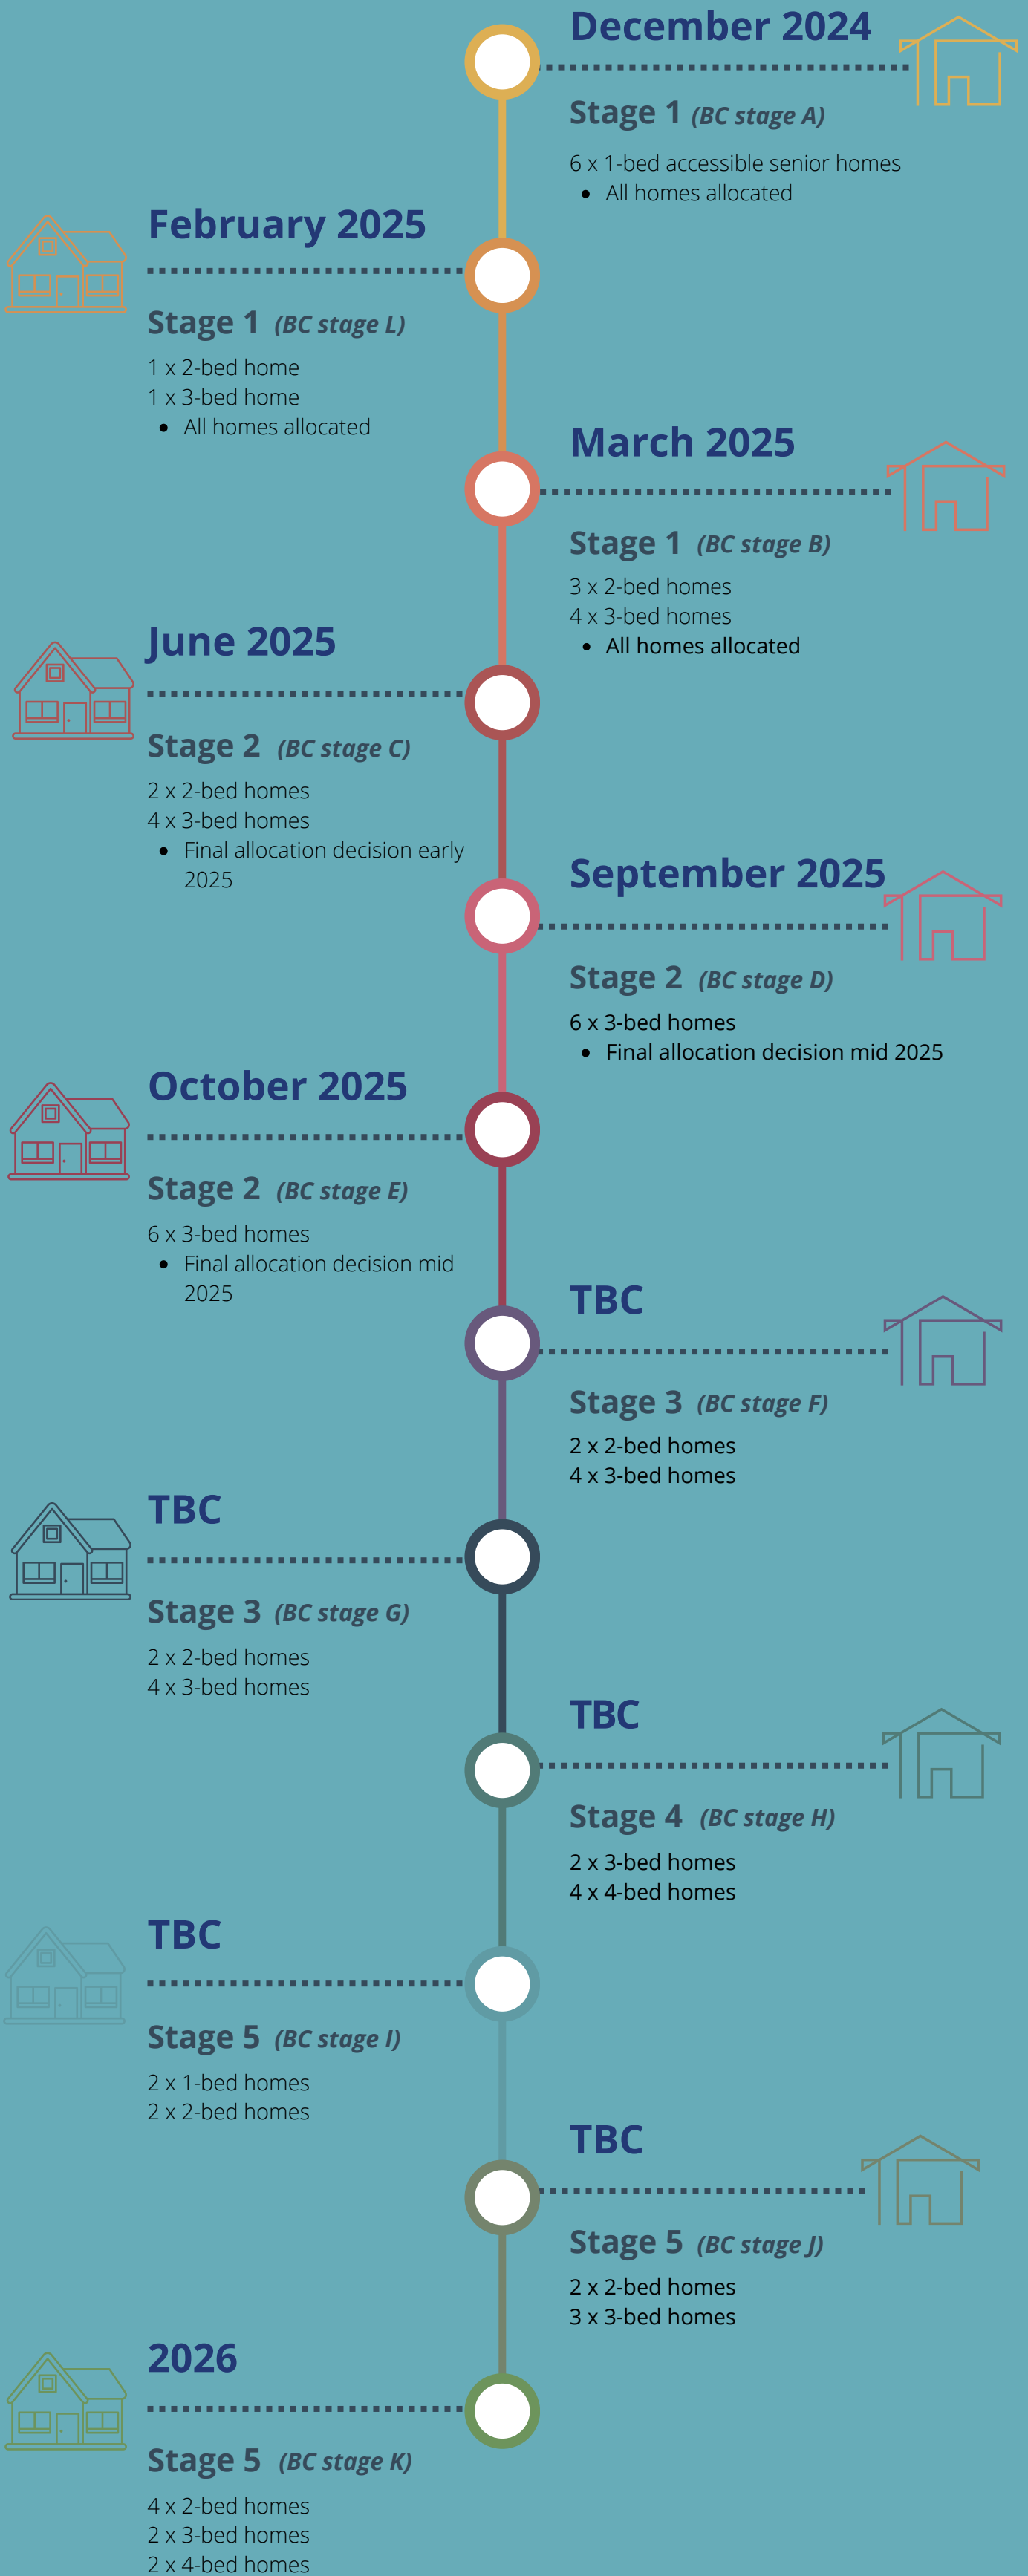 December 2024
Stage 1 (BC stage A)
6 x 1-bed accessible senior homes
• All homes allocated
February 2025
Stage 1 (BC stage L)
1 x 2-bed home
1 x 3-bed home
• All homes allocated
March 2025
Stage 1 (BC stage B)
3 x 2-bed homes
4 x 3-bed homes
• All homes allocated
June 2025
Stage 2 (BC stage C)
2 x 2-bed homes
4 x 3-bed homes
• Final allocation decision early
2025
September 2025
Stage 2 (BC stage D)
6 x 3-bed homes
• Final allocation decision mid 2025
October 2025
Stage 2 (BC stage E)
6 x 3-bed homes
• Final allocation decision mid
2025
TBC
Stage 3 (BC stage F)
2 x 2-bed homes
4 x 3-bed homes
TBC
Stage 3 (BC stage G)
2 x 2-bed homes
4 x 3-bed homes
TBC
Stage 4 (BC stage H)
2 x 3-bed homes
4 x 4-bed homes
TBC
Stage 5 (BC stage I)
2 x 1-bed homes
2 x 2-bed homes
TBC
Stage 5 (BC stage J)
2 x 2-bed homes
3 x 3-bed homes
2026
Stage 5 (BC stage K)
4 x 2-bed homes
2 x 3-bed homes
2 x 4-bed homes